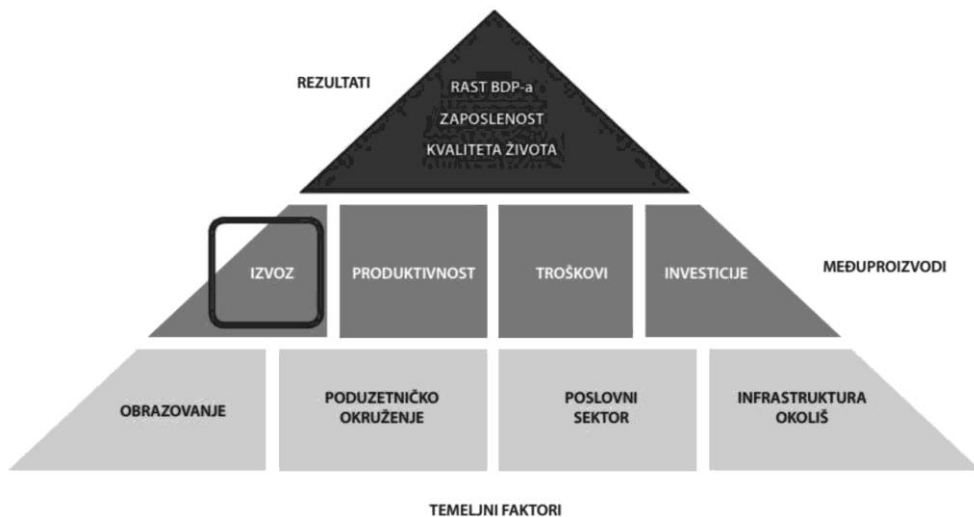 REZULTATI
RAST BDP-a
ZAPOSLENOST
KVALITETA ŽIVOTA
IZVOZ
PRODUKTIVNOST
TROŠKOVI
INVESTICIJE
MEĐUPROIZVODI
OBRAZOVANJE
PODUZETNIČKO
OKRUŽENJE
POSLOVNI
SEKTOR
INFRASTRUKTURA
OKOLIŠ
TEMELJNI FAKTORI